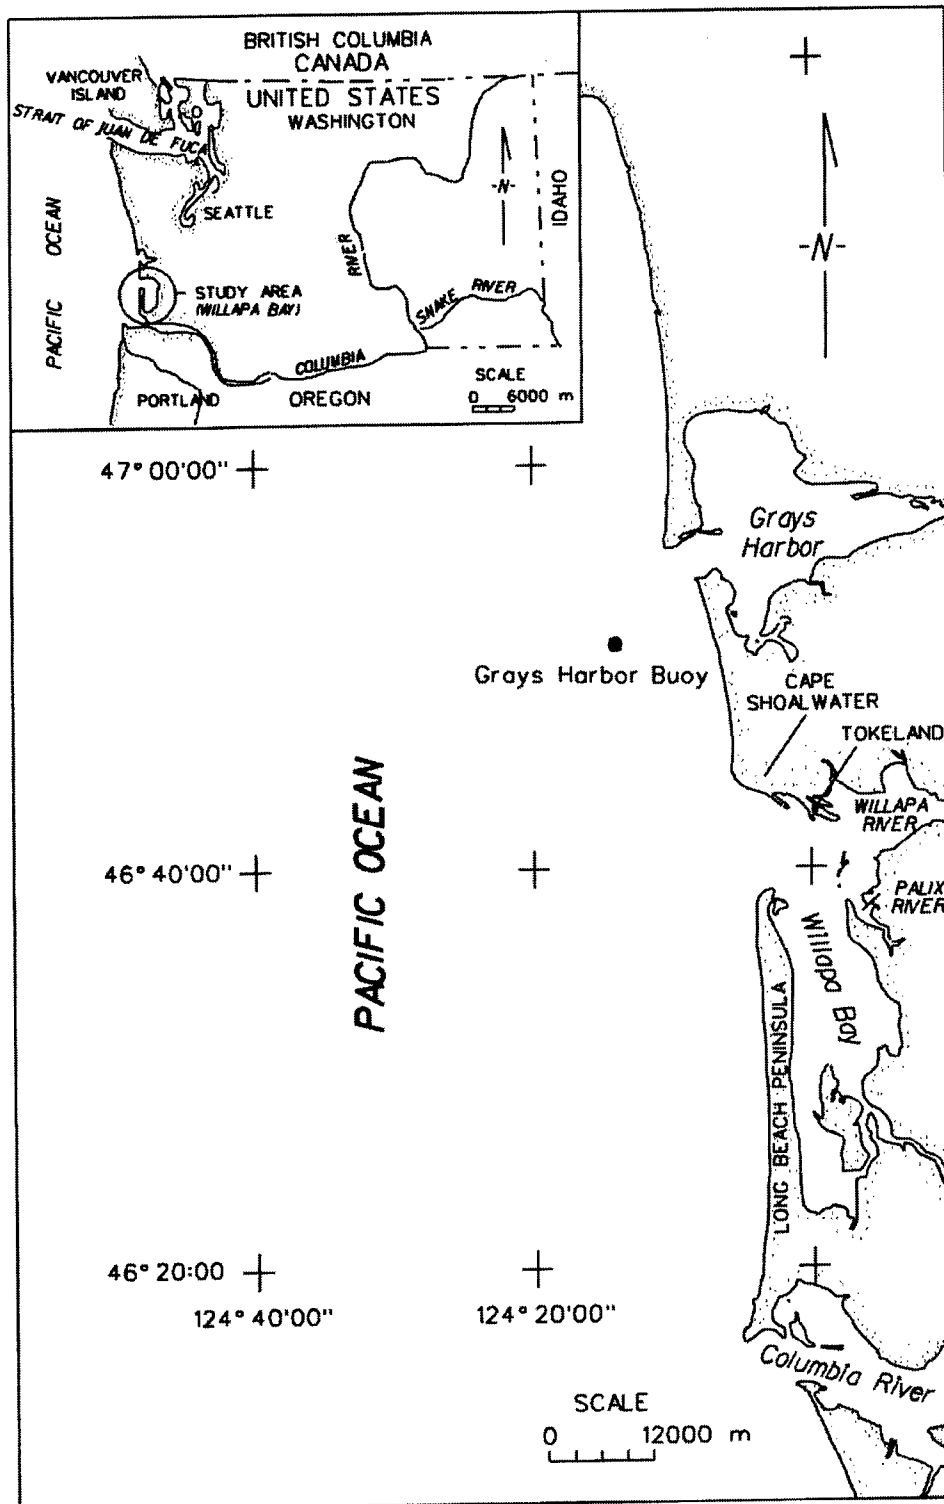 BRITISH COLUMBIA
CANADA
VANCOUVER
ISLAND
UNITED STATES
WASHINGTON
STRAIT OF JUAN DE FUCA
-N-
IDAHO
SEATTLE
PACIFIC OCEAN
RIVER
STUDY AREA
(WILLAPA BAY)
SNAKE RIVER
COLUMBIA
PORTLAND
OREGON
SCALE
0 6000 m
-N-
47° 00'00"
Grays
Harbor
Grays Harbor Buoy
CAPE
SHOALWATER
TOKELAND
WILLAPA
RIVER
PACIFIC OCEAN
46° 40'00"
PALIX
RIVER
Willapa Bay
LONG BEACH PENINSULA
46° 20:00
124° 40'00"
124° 20'00"
Columbia River
SCALE
0 12000 m